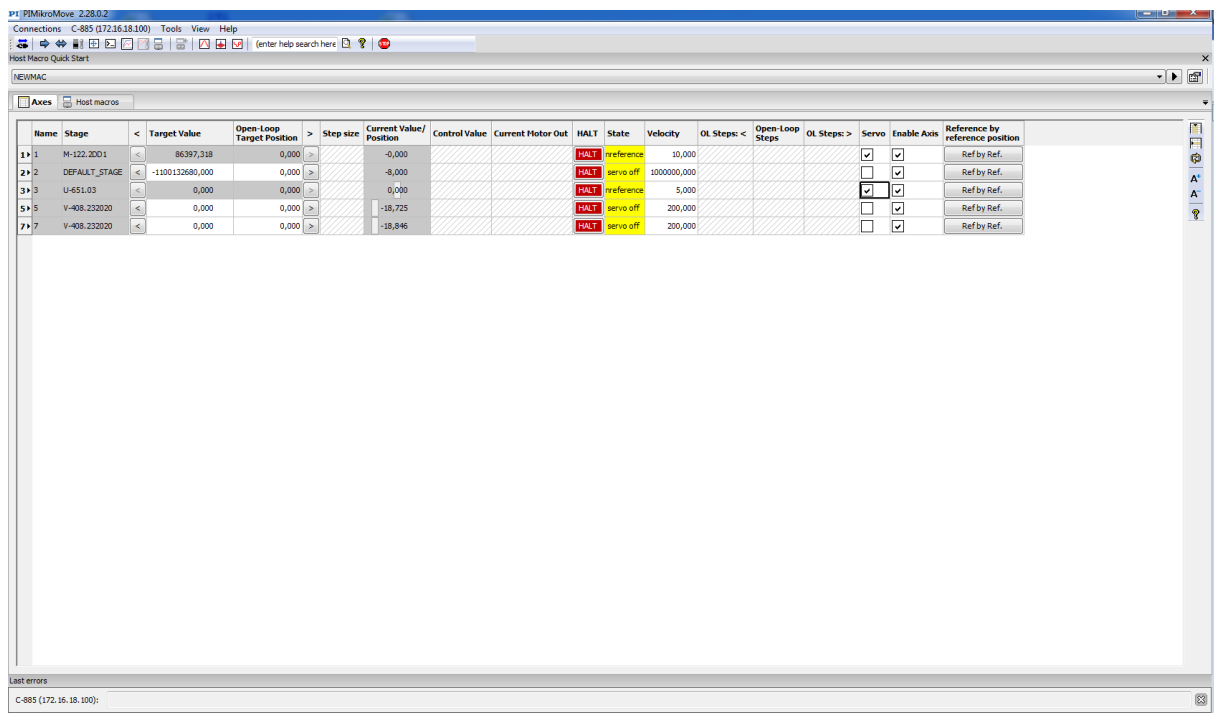 PI PIMikroMove 2.28.0.2
Connections C-885 (172.16.18.100) Tools View Help
(enter help search here STOP
Host Macro Quick Start
NEWMAC
Axes Host macros
Name Stage < Target Value Open-Loop Target Position > Step size Current Value/ Position Control Value Current Motor Out HALT State Velocity OL Steps: < Open-Loop Steps OL Steps: > Servo Enable Axis Reference by reference position
1 1 M-122.2DD1 < 86397,318 0,000 > -0,000 HALT nreference 10,000 Ref by Ref.
2 2 DEFAULT_STAGE < -1100132680,000 0,000 > -8,000 HALT servo off 1000000,000 Ref by Ref.
3 3 U-651.03 < 0,000 0,000 > 0,000 HALT nreference 5,000 Ref by Ref.
5 5 V-408.232020 < 0,000 0,000 > -18,725 HALT servo off 200,000 Ref by Ref.
7 7 V-408.232020 < 0,000 0,000 > -18,846 HALT servo off 200,000 Ref by Ref.
A+
A-
Last errors
C-885 (172.16.18.100):